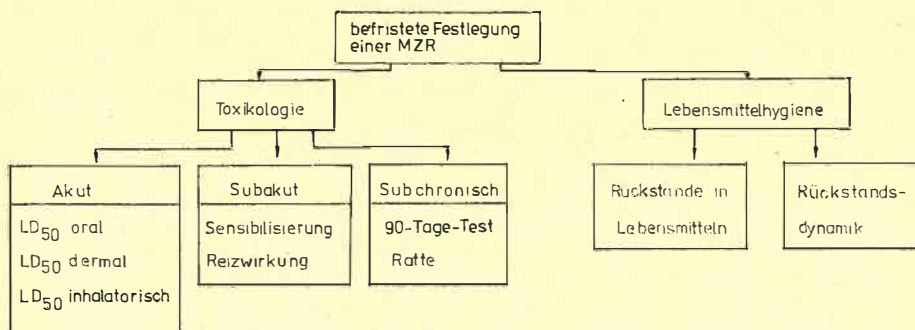 befristete Festlegung
einer MZR
Toxikologie
Lebensmittelhygiene
Akut
LD50 oral
LD50 dermal
LD50 inhalatorisch
Subakut
Sensibilisierung
Reizwirkung
Subchronisch
90-Tage-Test
Ratte
Rückstände in
Lebensmitteln
Rückstands-
dynamik